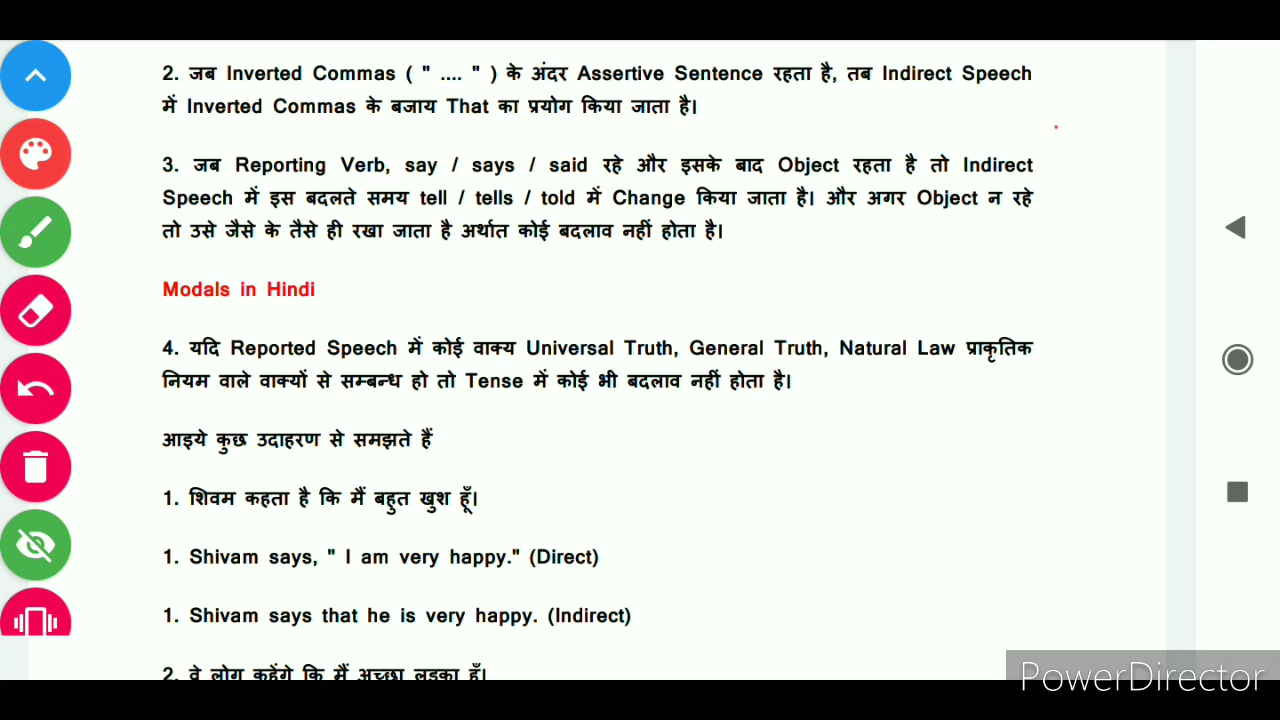 2. जब Inverted Commas ( " .... " ) के अंदर Assertive Sentence रहता है, तब Indirect Speech
में Inverted Commas के बजाय That का प्रयोग किया जाता है।
3. जब Reporting Verb, say / says / said रहे और इसके बाद Object रहता है तो Indirect
Speech में इस बदलते समय tell / tells / told में Change किया जाता है। और अगर Object न रहे
तो उसे जैसे के तैसे ही रखा जाता है अर्थात कोई बदलाव नहीं होता है।
Modals in Hindi
4. यदि Reported Speech में कोई वाक्य Universal Truth, General Truth, Natural Law प्राकृतिक
नियम वाले वाक्यों से सम्बन्ध हो तो Tense में कोई भी बदलाव नहीं होता है।
आइये कुछ उदाहरण से समझते हैं
1. शिवम कहता है कि मैं बहुत खुश हूँ।
1. Shivam says, " I am very happy." (Direct)
1. Shivam says that he is very happy. (Indirect)
2. वे लोग कहेंगे कि मैं अच्छा लड़का हूँ।
PowerDirector